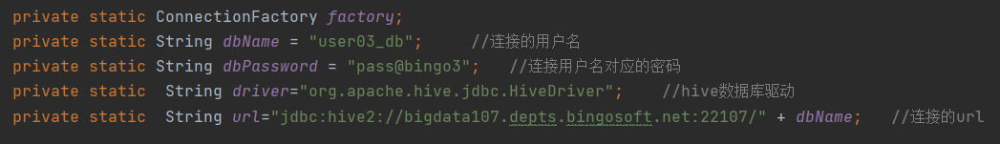 private static ConnectionFactory factory;
private static String dbName = "user03_db";     //连接的用户名
private static String dbPassword = "pass@bingo3";   //连接用户名对应的密码
private static  String driver="org.apache.hive.jdbc.HiveDriver";    //hive数据库驱动
private static  String url="jdbc:hive2://bigdata107.depts.bingosoft.net:22107/" + dbName;   //连接的url